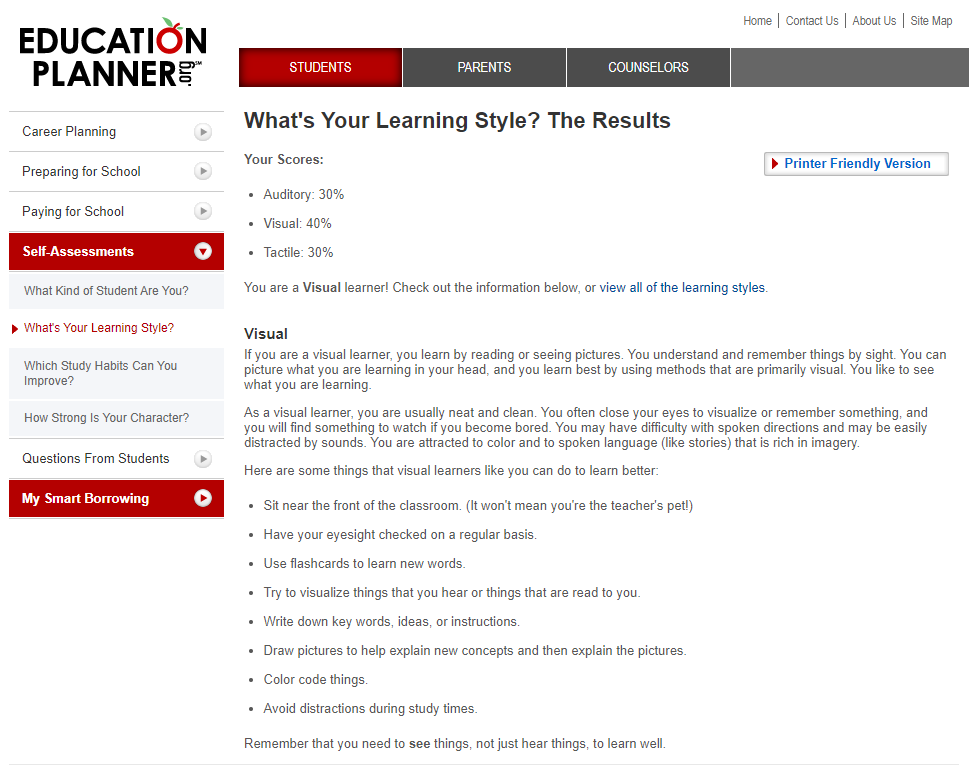 Home Contact Us About Us Site Map
EDUCATION
PLANNER.org℠
STUDENTS PARENTS COUNSELORS
Career Planning
Preparing for School
Paying for School
Self-Assessments
What Kind of Student Are You?
What's Your Learning Style?
Which Study Habits Can You
Improve?
How Strong Is Your Character?
Questions From Students
My Smart Borrowing
What's Your Learning Style? The Results
Your Scores:
Printer Friendly Version
Auditory: 30%
Visual: 40%
Tactile: 30%
You are a Visual learner! Check out the information below, or view all of the learning styles.
Visual
If you are a visual learner, you learn by reading or seeing pictures. You understand and remember things by sight. You can
picture what you are learning in your head, and you learn best by using methods that are primarily visual. You like to see
what you are learning.
As a visual learner, you are usually neat and clean. You often close your eyes to visualize or remember something, and
you will find something to watch if you become bored. You may have difficulty with spoken directions and may be easily
distracted by sounds. You are attracted to color and to spoken language (like stories) that is rich in imagery.
Here are some things that visual learners like you can do to learn better:
Sit near the front of the classroom. (It won't mean you're the teacher's pet!)
Have your eyesight checked on a regular basis.
Use flashcards to learn new words.
Try to visualize things that you hear or things that are read to you.
Write down key words, ideas, or instructions.
Draw pictures to help explain new concepts and then explain the pictures.
Color code things.
Avoid distractions during study times.
Remember that you need to see things, not just hear things, to learn well.